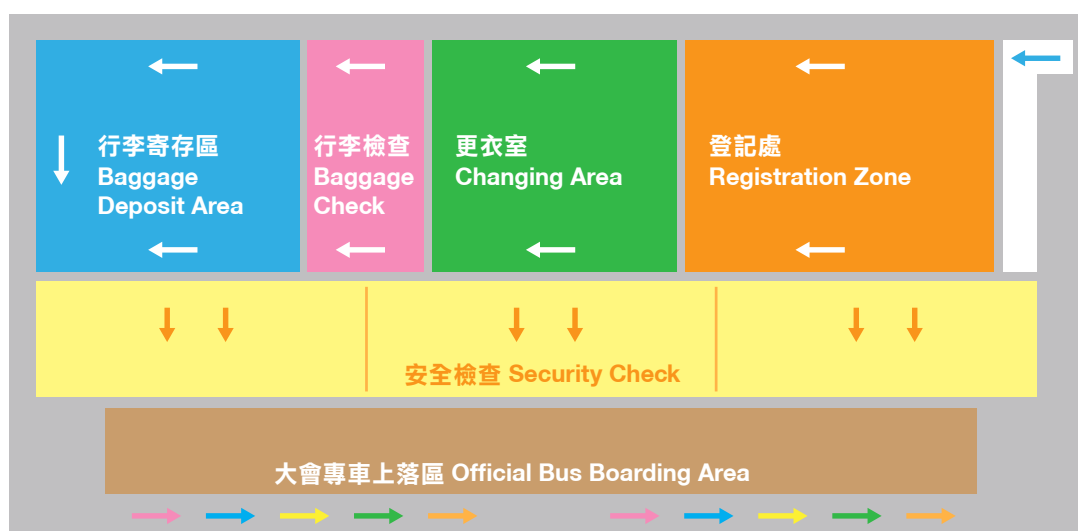 行李寄存區
Baggage
Deposit Area
行李檢查
Baggage
Check
更衣室
Changing Area
登記處
Registration Zone
安全檢查 Security Check
大會專車上落區 Official Bus Boarding Area